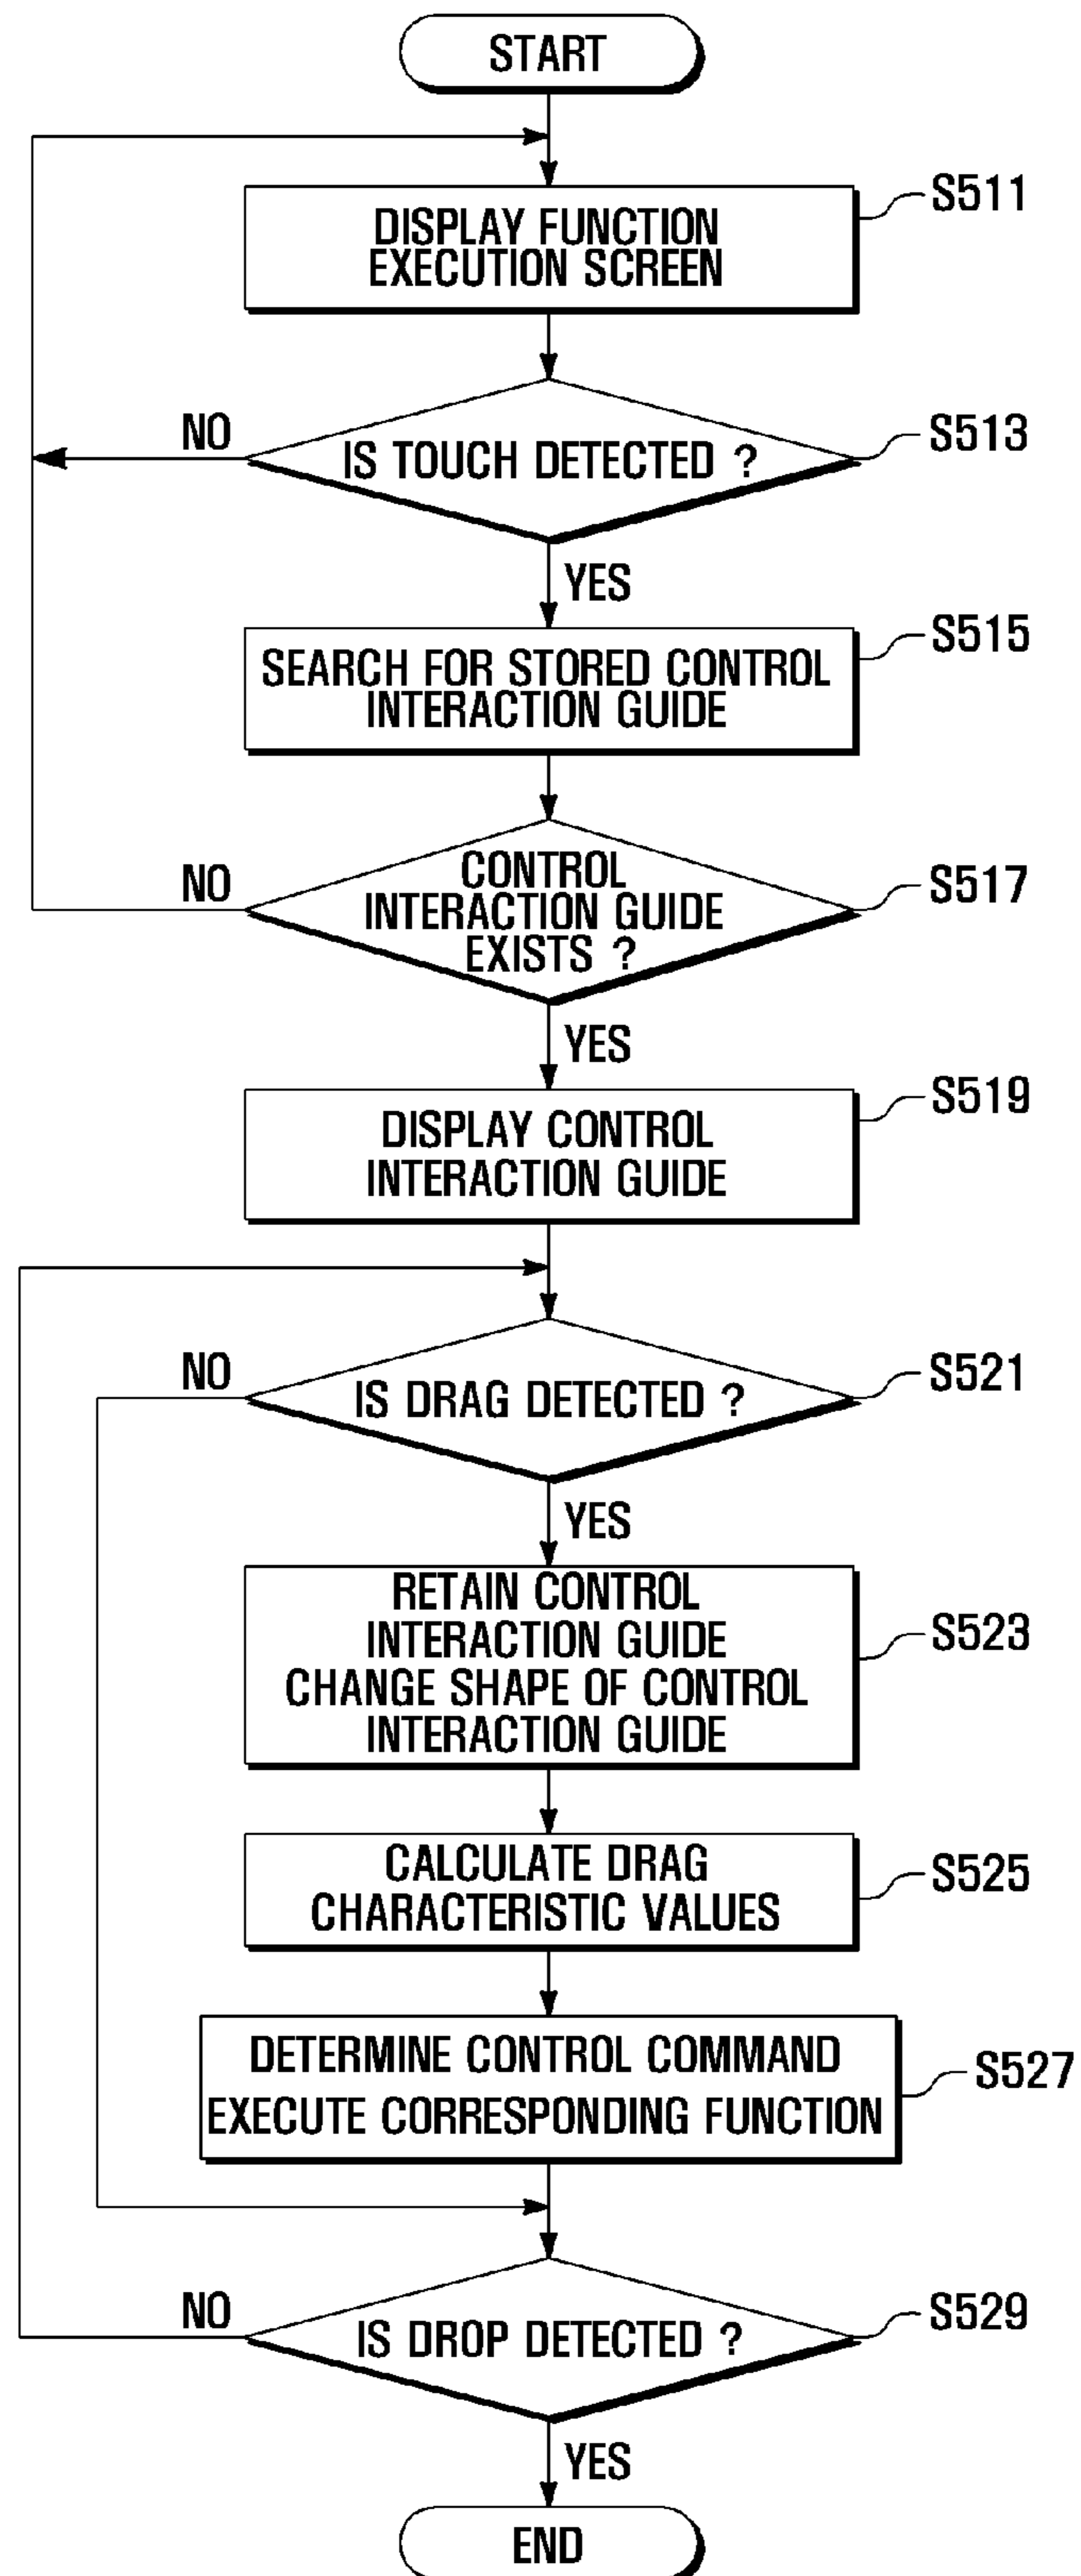 START
DISPLAY FUNCTION
EXECUTION SCREEN
S511
IS TOUCH DETECTED ?
S513
NO
YES
SEARCH FOR STORED CONTROL
INTERACTION GUIDE
S515
CONTROL
INTERACTION GUIDE
EXISTS ?
S517
NO
YES
DISPLAY CONTROL
INTERACTION GUIDE
S519
IS DRAG DETECTED ?
S521
NO
YES
RETAIN CONTROL
INTERACTION GUIDE
CHANGE SHAPE OF CONTROL
INTERACTION GUIDE
S523
CALCULATE DRAG
CHARACTERISTIC VALUES
S525
DETERMINE CONTROL COMMAND
EXECUTE CORRESPONDING FUNCTION
S527
IS DROP DETECTED ?
S529
NO
YES
END